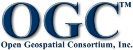 OGC™
Open Geospatial Consortium, Inc.